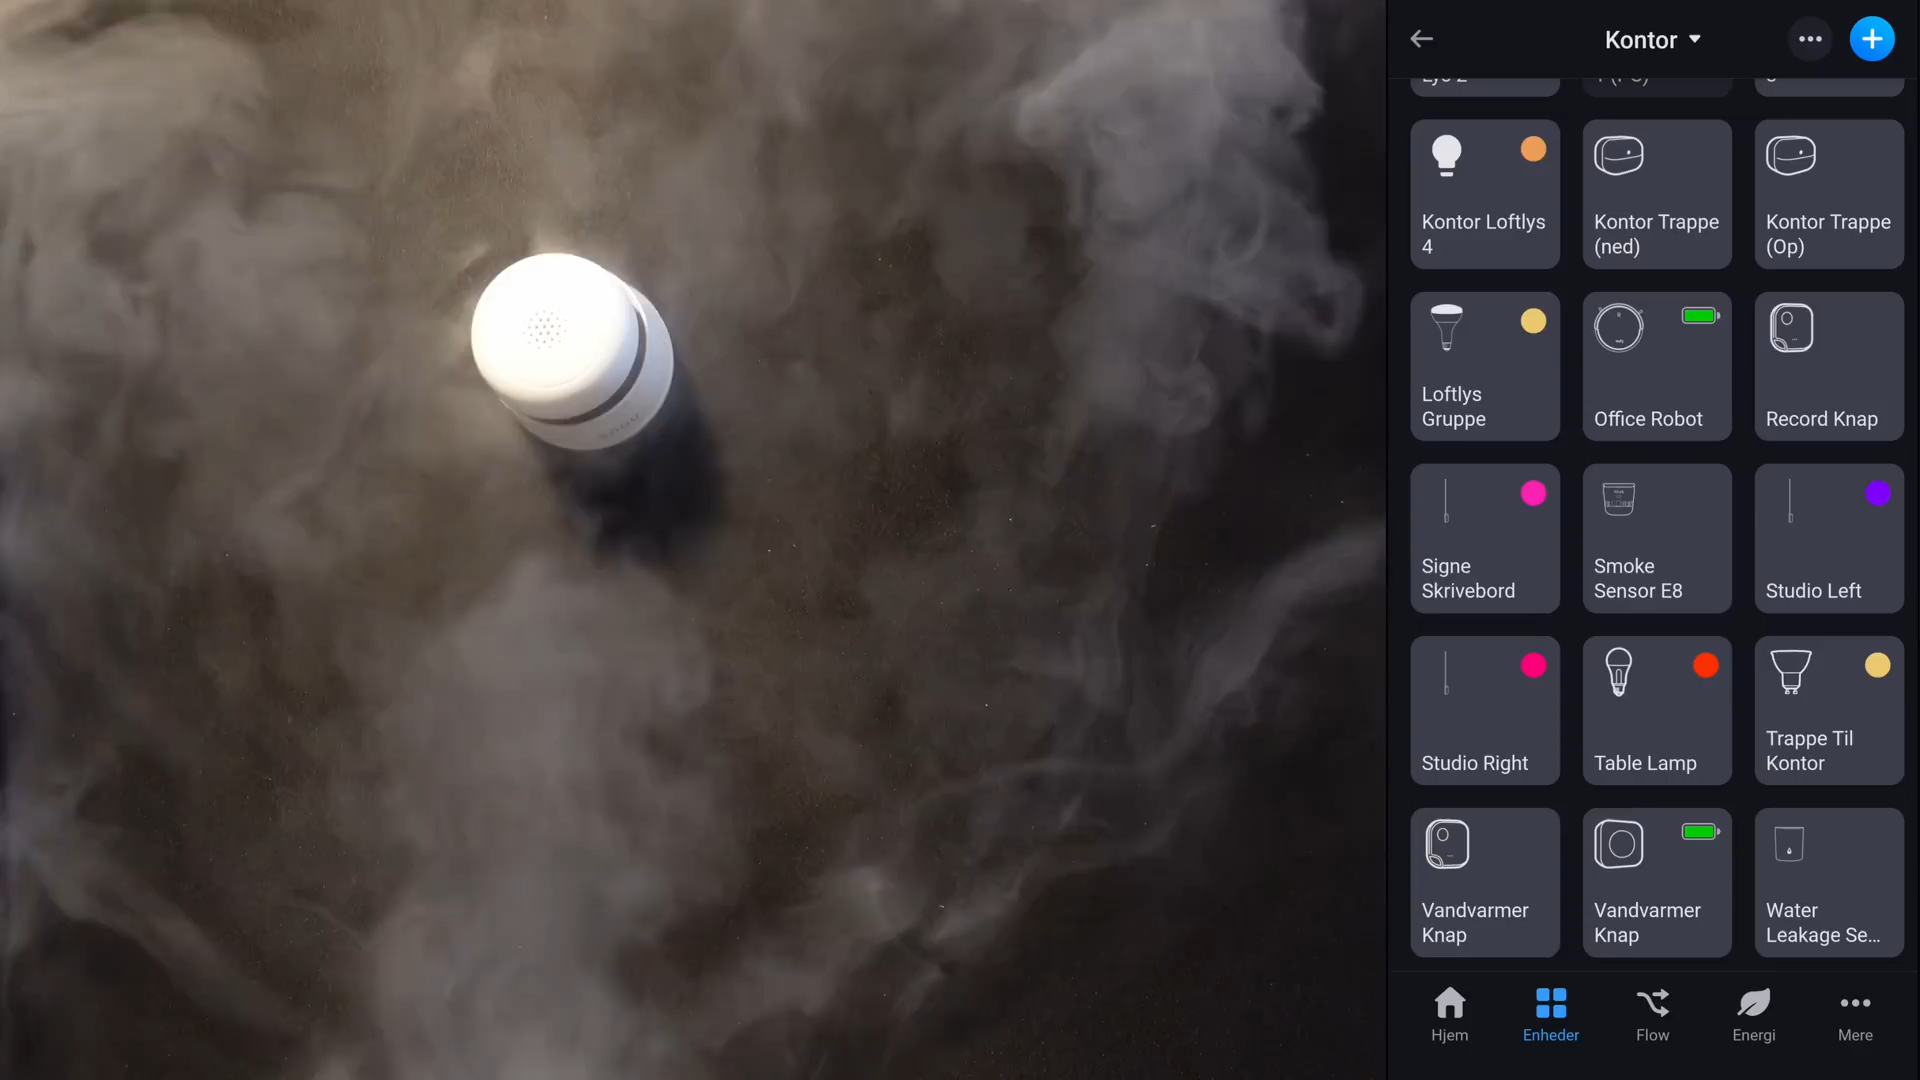 Kontor
Kontor Loftlys
4
Kontor Trappe
(ned)
Kontor Trappe
(Op)
Loftlys
Gruppe
Office Robot
Record Knap
Signe
Skrivebord
Smoke
Sensor E8
Studio Left
Studio Right
Table Lamp
Trappe Til
Kontor
Vandvarmer
Knap
Vandvarmer
Knap
Water
Leakage Se...
Hjem
Enheder
Flow
Energi
Mere